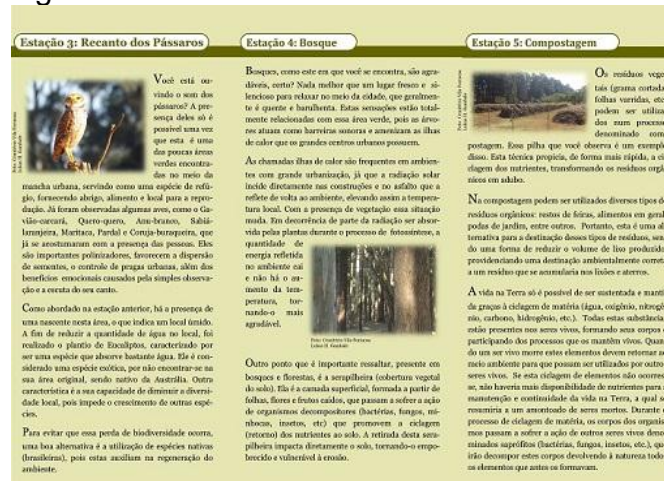 Estação 3: Recanto dos Pássaros
Você está ou-
vindo o som dos
pássaros? A pre-
sença deles só é
possível uma vez
que esta é uma
das poucas áreas
verdes encontra-
das no meio da
mancha urbana, servindo como uma espécie de refú-
gio, fornecendo abrigo, alimento e local para a repro-
dução. Já foram observadas algumas aves, como o Ga-
vião-carcará, Quero-quero, Anu-branco, Sabiá-
laranjeira, Maritaca, Pardal e Coruja-buraqueira, que
já se acostumaram com a presença das pessoas. Eles
são importantes polinizadores, favorecem a dispersão
de sementes, o controle de pragas urbanas, além dos
benefícios emocionais causados pela simples observa-
ção e a escuta do seu canto.
Como abordado na estação anterior, há a presença de
uma nascente nesta área, o que indica um local úmido.
A fim de reduzir a quantidade de água no local, foi
realizado o plantio de Eucaliptos, caracterizado por
ser uma espécie que absorve bastante água. Ele é con-
siderado uma espécie exótica, por não encontrar-se na
sua área original, sendo nativo da Austrália. Outra
característica é a sua capacidade de diminuir a diversi-
dade local, pois impede o crescimento de outras espé-
cies.
Para evitar que essa perda de biodiversidade ocorra,
uma boa alternativa é a utilização de espécies nativas
(brasileiras), pois estas auxiliam na regeneração do
ambiente.
Estação 4: Bosque
Bosques, como este em que você se encontra, são agra-
dáveis, certo? Nada melhor que um lugar fresco e si-
lencioso para relaxar no meio da cidade, que geralmen-
te é quente e barulhenta. Estas sensações estão total-
mente relacionadas com essa área verde, pois as árvo-
res atuam como barreiras sonoras e amenizam as ilhas
de calor que os grandes centros urbanos possuem.
As chamadas ilhas de calor são frequentes em ambien-
tes com grande urbanização, já que a radiação solar
incide diretamente nas construções e no asfalto que a
reflete de volta ao ambiente, elevando assim a tempera-
tura local. Com a presença de vegetação essa situação
muda. Em decorrência de parte da radiação ser absor-
vida pelas plantas durante o processo de fotossíntese, a
quantidade de
energia refletida
no ambiente cai
e não há o au-
mento da tem-
peratura, tor-
nando-o mais
agradável.
Outro ponto que é importante ressaltar, presente em
bosques e florestas, é a serapilheira (cobertura vegetal
do solo). Ela é a camada superficial, formada a partir de
folhas, flores e frutos caídos, que passam a sofrer a ação
de organismos decompositores (bactérias, fungos, mi-
nhocas, insetos, etc) que promovem a ciclagem
(retorno) dos nutrientes ao solo. A retirada desta sera-
pilheira impacta diretamente o solo, tornando-o empo-
brecido e vulnerável à erosão.
Estação 5: Compostagem
Os resíduos vege-
tais (grama cortada,
folhas varridas, etc)
podem ser utiliza-
dos num processo
denominado com-
postagem. Essa pilha que você observa é um exemplo
disso. Esta técnica propicia, de forma mais rápida, a ci-
clagem dos nutrientes, transformando os resíduos orgâ-
nicos em adubo.
Na compostagem podem ser utilizados diversos tipos de
resíduos orgânicos: restos de feiras, alimentos em geral,
podas de jardins, entre outros. Portanto, esta é uma al-
ternativa para a destinação desses tipos de resíduos, sen-
do uma forma de reduzir o volume de lixo produzido,
providenciando uma destinação ambientalmente correta
a um resíduo que se acumularia nos lixões e aterros.
A vida na Terra só é possível de ser sustentada e manti-
da graças à ciclagem de matéria (água, oxigênio, nitrogê-
nio, carbono, hidrogênio, etc.). Todas estas substâncias
estão presentes nos seres vivos, formando seus corpos e
participando dos processos que os mantêm vivos. Quan-
do um ser vivo morre estes elementos devem retornar ao
meio ambiente para que possam ser utilizados por outros
seres vivos. Se esta ciclagem de elementos não ocorres-
se, não haveria mais disponibilidade de nutrientes para a
manutenção e continuidade da vida na Terra, a qual se
resumiria a um amontoado de seres mortos. Durante o
processo de ciclagem de matéria, os corpos dos organis-
mos passam a sofrer a ação de outros seres vivos deno-
minados saprófitos (bactérias, fungos, insetos, etc.), que
irão decompor estes corpos devolvendo à natureza todos
os elementos que antes os formavam.